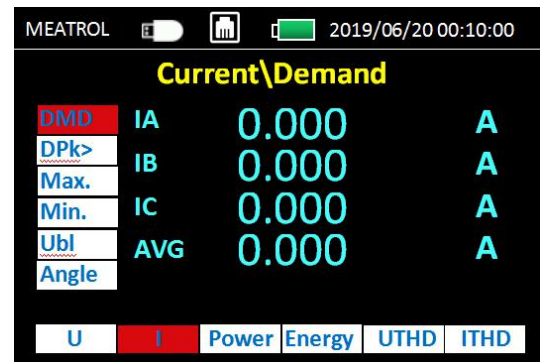 MEATROL 2019/06/20 00:10:00
Current\Demand
DMD
DPk>
Max.
Min.
Ubl
Angle
IA 0.000 A
IB 0.000 A
IC 0.000 A
AVG 0.000 A
U I Power Energy UTHD ITHD